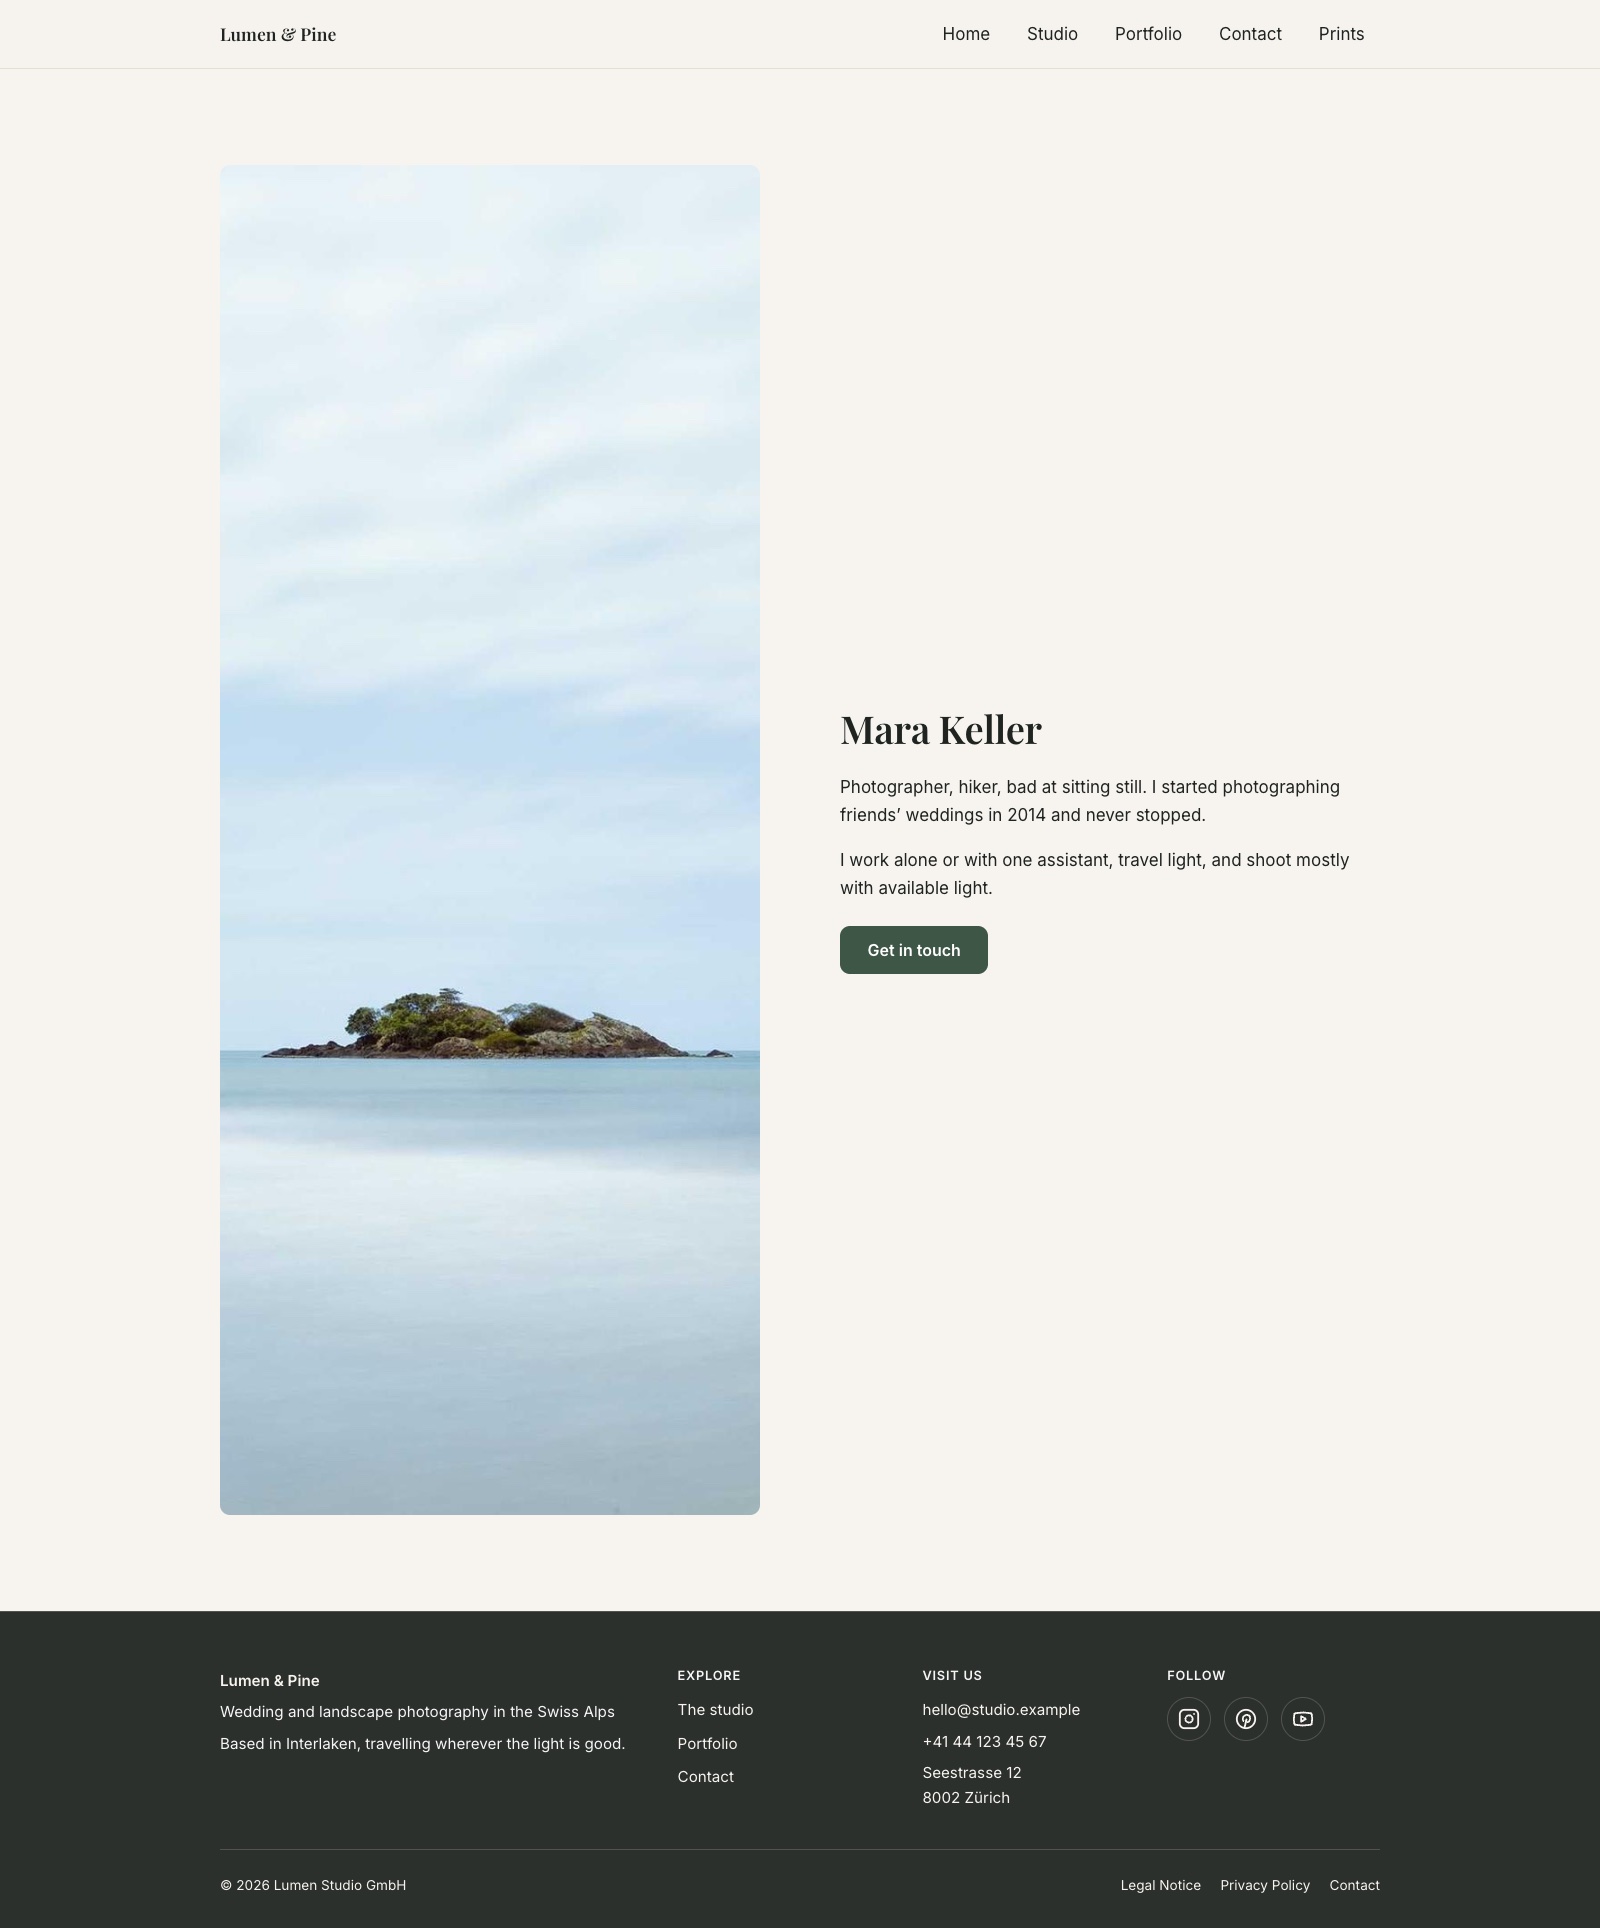 Lumen & Pine
Home Studio Portfolio Contact Prints
Mara Keller
Photographer, hiker, bad at sitting still. I started photographing
friends’ weddings in 2014 and never stopped.
I work alone or with one assistant, travel light, and shoot mostly
with available light.
Get in touch
Lumen & Pine
Wedding and landscape photography in the Swiss Alps
Based in Interlaken, travelling wherever the light is good.
EXPLORE
The studio
Portfolio
Contact
VISIT US
hello@studio.example
+41 44 123 45 67
Seestrasse 12
8002 Zürich
FOLLOW
© 2026 Lumen Studio GmbH
Legal Notice Privacy Policy Contact